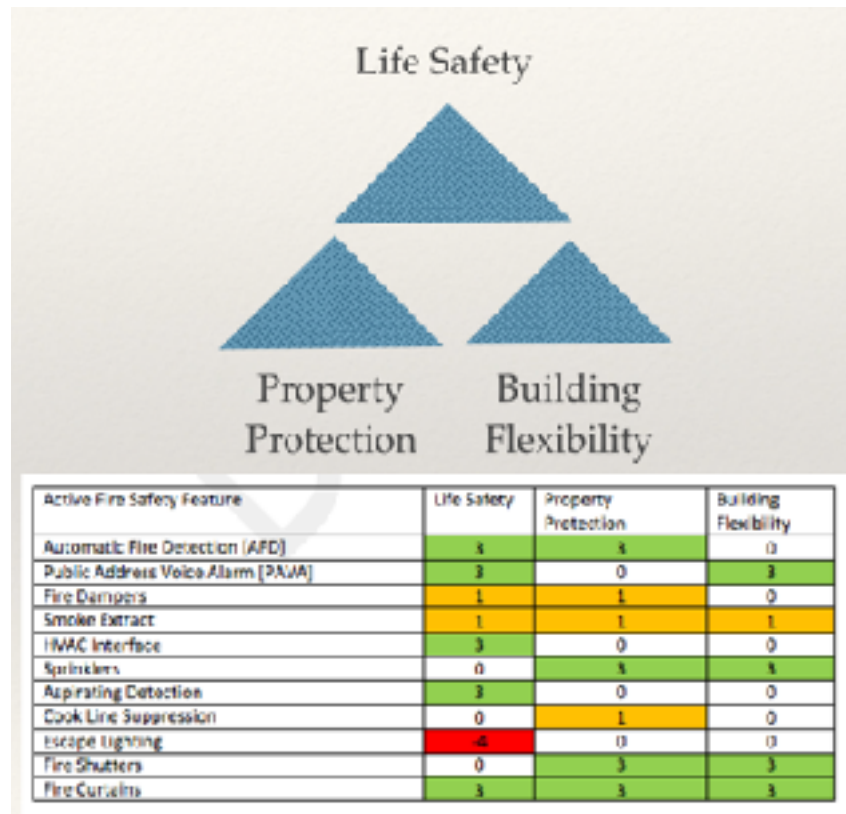 Life Safety
Property Building
Protection Flexibility
Active Fire Safety Feature Life Safety Property Protection Building Flexibility
Automatic Fire Detection [AFD] 3 3 0
Public Address Voice Alarm [PAVA] 3 0 3
Fire Dampers 1 1 0
Smoke Extract 1 1 1
HVAC Interface 3 0 0
Sprinklers 0 3 3
Aspirating Detection 3 0 0
Cook Line Suppression 0 1 0
Escape Lighting -4 0 0
Fire Shutters 0 3 3
Fire Curtains 3 3 3